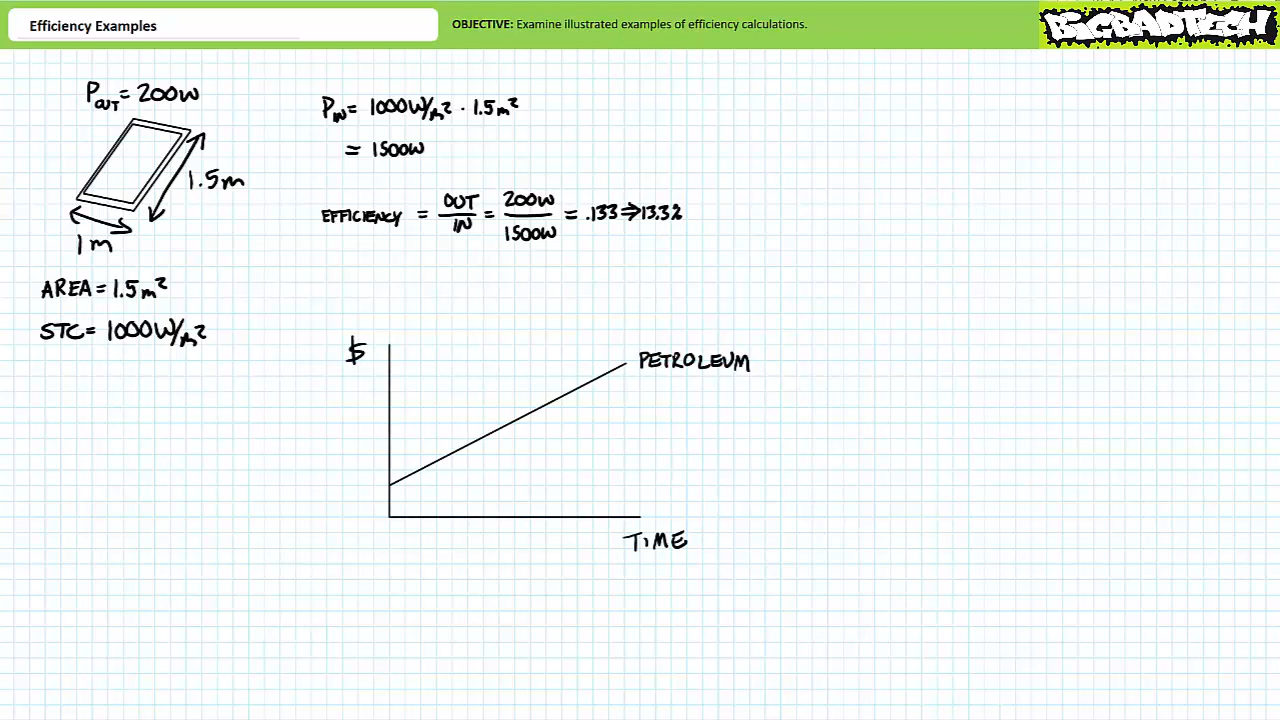 Efficiency Examples
OBJECTIVE: Examine illustrated examples of efficiency calculations.
BIGBADTECH
POUT = 200W
1.5m
1m
AREA = 1.5m²
STC = 1000W/m²
PIN = 1000W/m² · 1.5m²
= 1500W
EFFICIENCY = OUT/IN = 200W/1500W = .133 ⇒ 13.3%
$
PETROLEUM
TIME